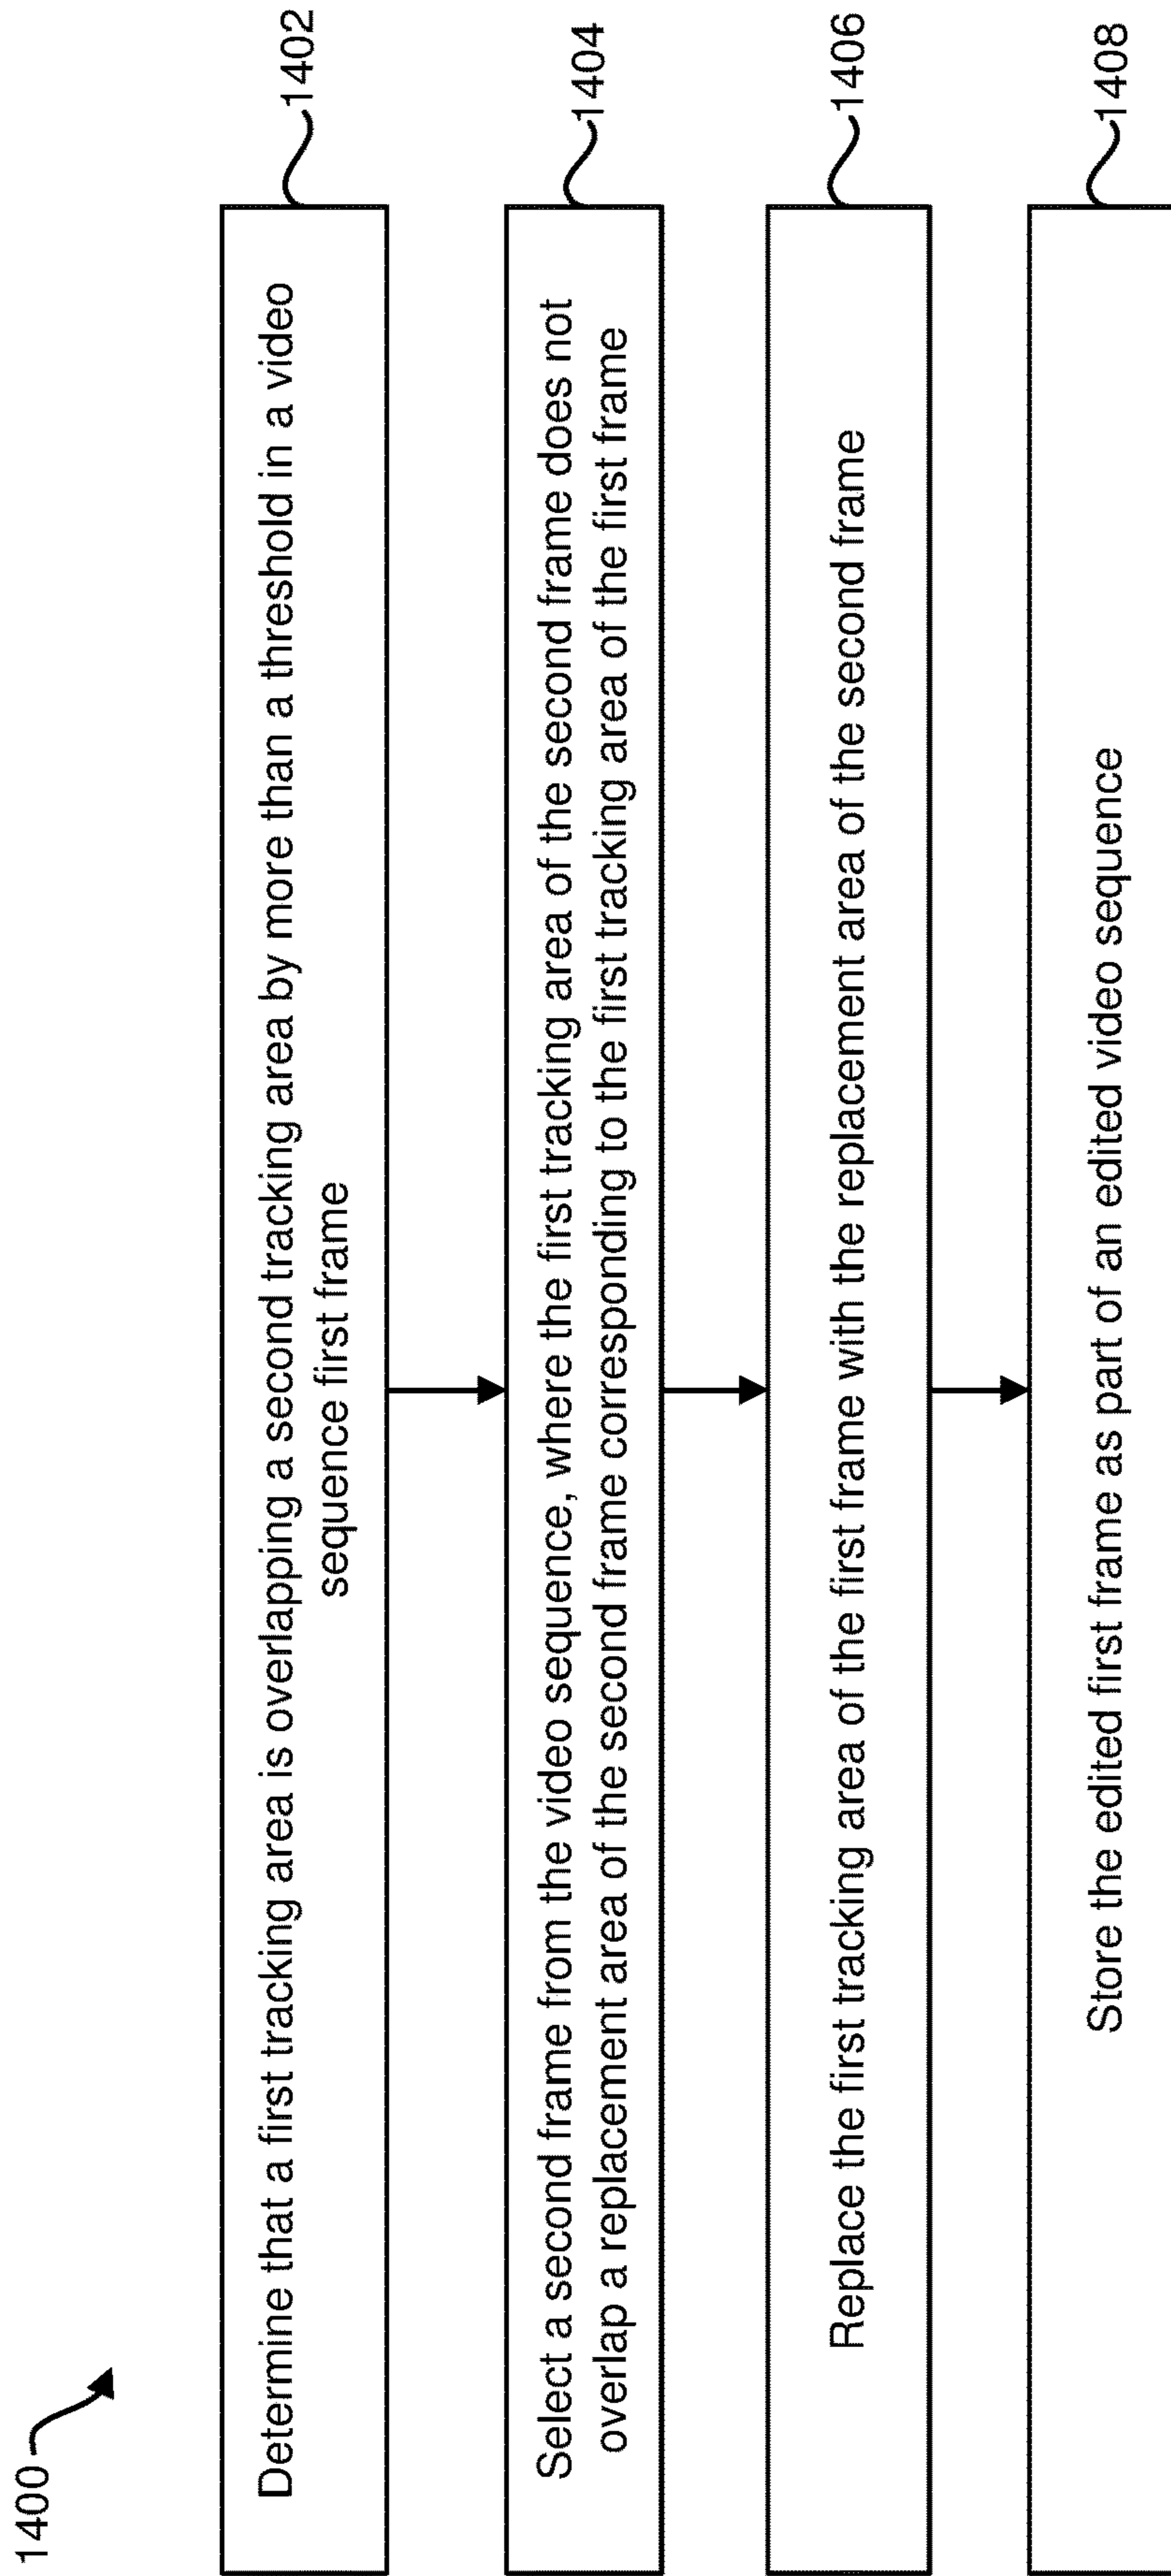 1400
Determine that a first tracking area is overlapping a second tracking area by more than a threshold in a video
sequence first frame
1402
Select a second frame from the video sequence, where the first tracking area of the second frame does not
overlap a replacement area of the second frame corresponding to the first tracking area of the first frame
1404
Replace the first tracking area of the first frame with the replacement area of the second frame
1406
Store the edited first frame as part of an edited video sequence
1408